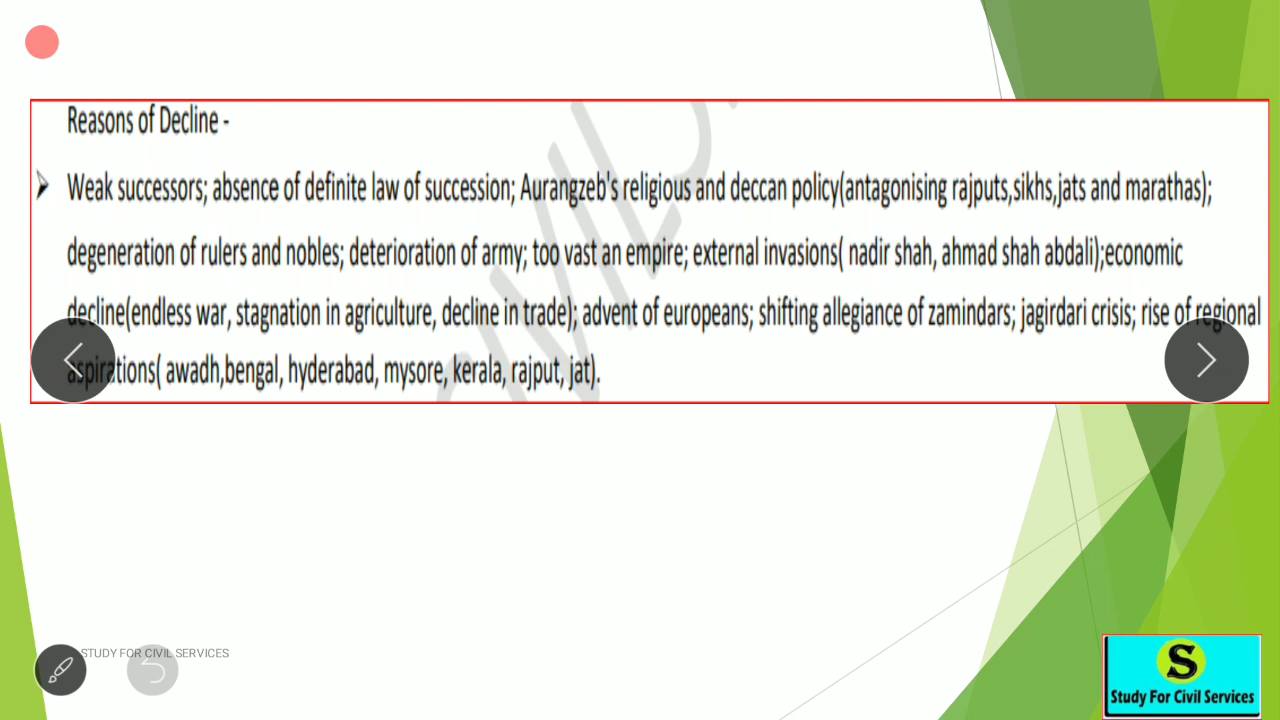 Reasons of Decline -
Weak successors; absence of definite law of succession; Aurangzeb's religious and deccan policy(antagonising rajputs,sikhs,jats and marathas);
degeneration of rulers and nobles; deterioration of army; too vast an empire; external invasions( nadir shah, ahmad shah abdali);economic
decline(endless war, stagnation in agriculture, decline in trade); advent of europeans; shifting allegiance of zamindars; jagirdari crisis; rise of regional
aspirations( awadh,bengal, hyderabad, mysore, kerala, rajput, jat).
STUDY FOR CIVIL SERVICES
S
Study For Civil Services